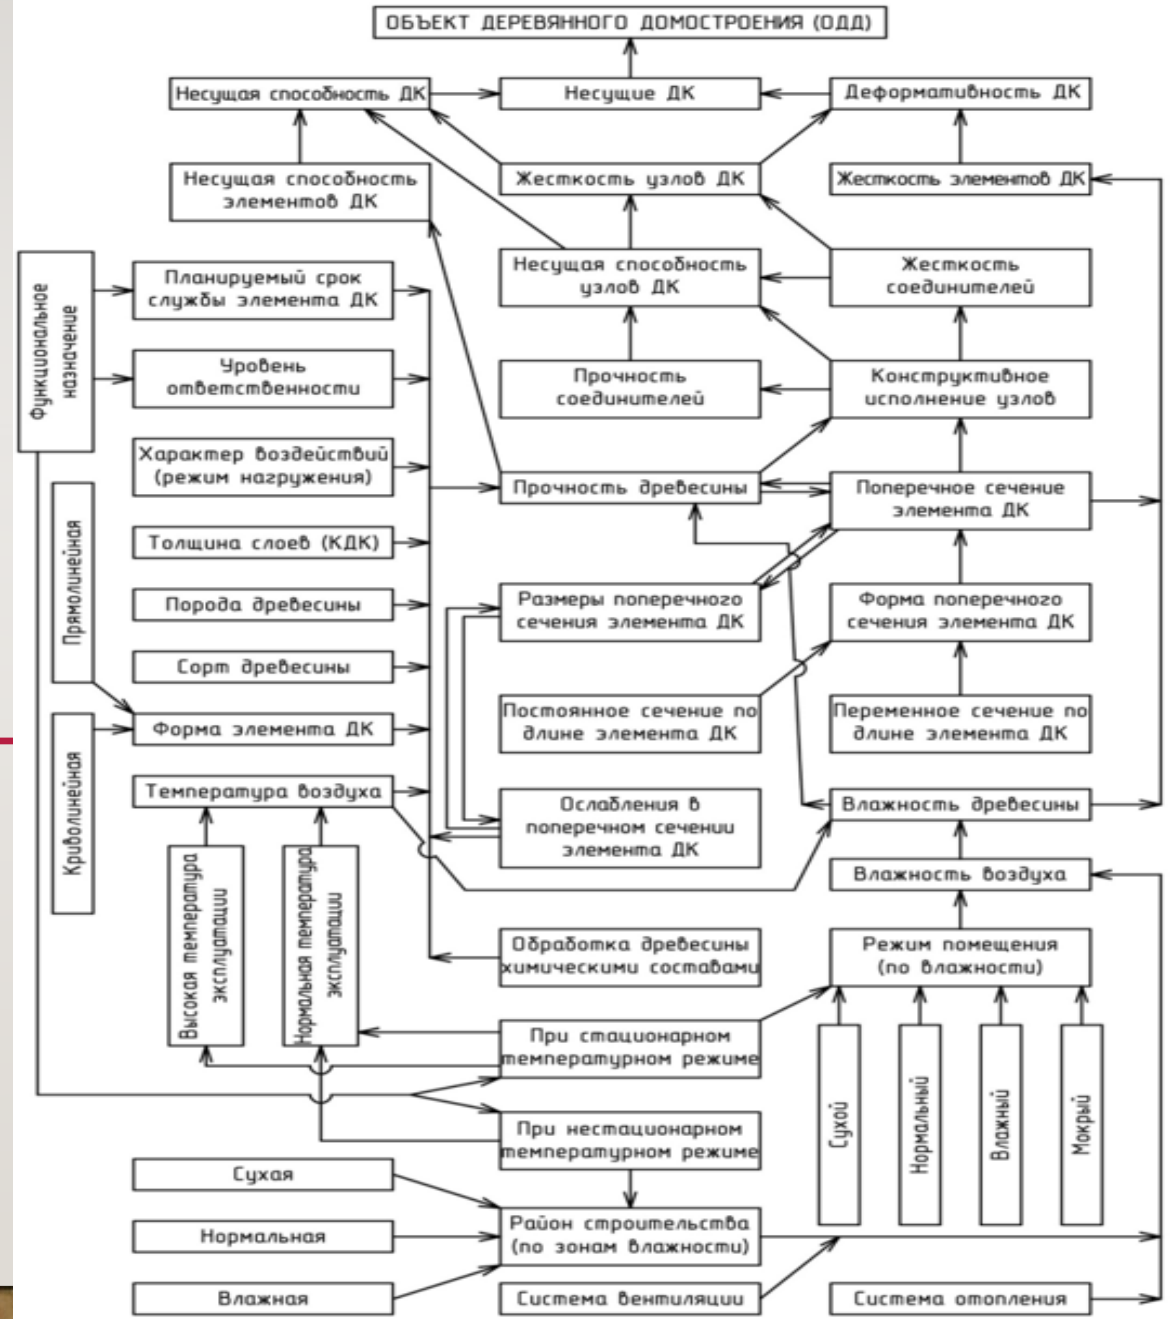 ОБЪЕКТ ДЕРЕВЯННОГО ДОМОСТРОЕНИЯ (ОДД)
Несущая способность ДК
Несущие ДК
Деформативность ДК
Несущая способность
элементов ДК
Жесткость узлов ДК
Жесткость элементов ДК
Функциональное
назначение
Планируемый срок
службы элемента ДК
Несущая способность
узлов ДК
Жесткость
соединителей
Уровень
ответственности
Прочность
соединителей
Конструктивное
исполнение узлов
Характер воздействий
(режим нагружения)
Прочность древесины
Поперечное сечение
элемента ДК
Прямолинейная
Толщина слоев (КДК)
Порода древесины
Размеры поперечного
сечения элемента ДК
Форма поперечного
сечения элемента ДК
Сорт древесины
Криволинейная
Форма элемента ДК
Постоянное сечение по
длине элемента ДК
Переменное сечение по
длине элемента ДК
Температура воздуха
Ослабления в
поперечном сечении
элемента ДК
Влажность древесины
Высокая температура
эксплуатации
Нормальная температура
эксплуатации
Влажность воздуха
Обработка древесины
химическими составами
Режим помещения
(по влажности)
При стационарном
температурном режиме
Сухой
Нормальный
Влажный
Мокрый
При нестационарном
температурном режиме
Сухая
Нормальная
Влажная
Район строительства
(по зонам влажности)
Система вентиляции
Система отопления